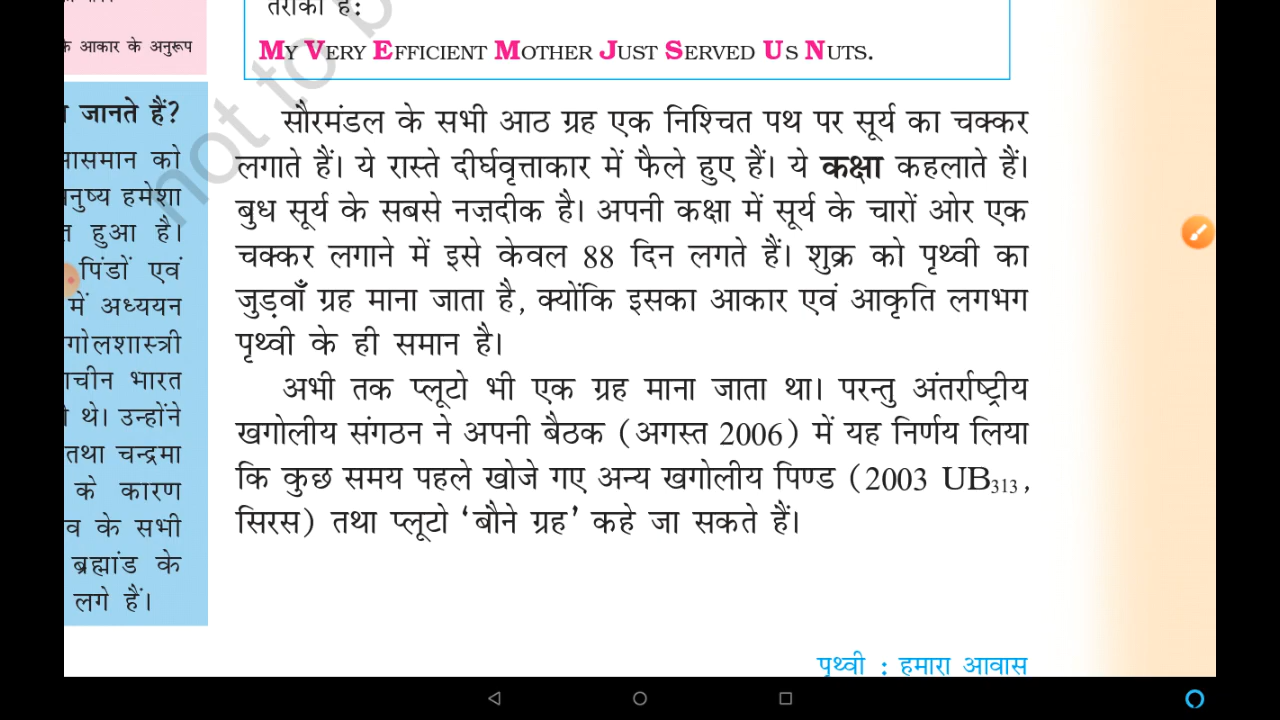 तरीका है:
के आकार के अनुरूप
MY VERY EFFICIENT MOTHER JUST SERVED US NUTS.
जानते हैं?
को
हमेशा
हुआ है।
पिंडों एवं
में अध्ययन
भारत
थे। उन्होंने
तथा चन्द्रमा
के कारण
के सभी
ब्रह्मांड के
लगे हैं।
not to b
सौरमंडल के सभी आठ ग्रह एक निश्चित पथ पर सूर्य का चक्कर
लगाते हैं। ये रास्ते दीर्घवृत्ताकार में फैले हुए हैं। ये कक्षा कहलाते हैं।
बुध सूर्य के सबसे नज़दीक है। अपनी कक्षा में सूर्य के चारों ओर एक
चक्कर लगाने में इसे केवल 88 दिन लगते हैं। शुक्र को पृथ्वी का
जुड़वाँ ग्रह माना जाता है, क्योंकि इसका आकार एवं आकृति लगभग
पृथ्वी के ही समान है।
अभी तक प्लूटो भी एक ग्रह माना जाता था। परन्तु अंतर्राष्ट्रीय
खगोलीय संगठन ने अपनी बैठक (अगस्त 2006) में यह निर्णय लिया
कि कुछ समय पहले खोजे गए अन्य खगोलीय पिण्ड (2003 UB₃₁₃,
सिरस) तथा प्लूटो ‘बौने ग्रह’ कहे जा सकते हैं।
पृथ्वी : हमारा आवास